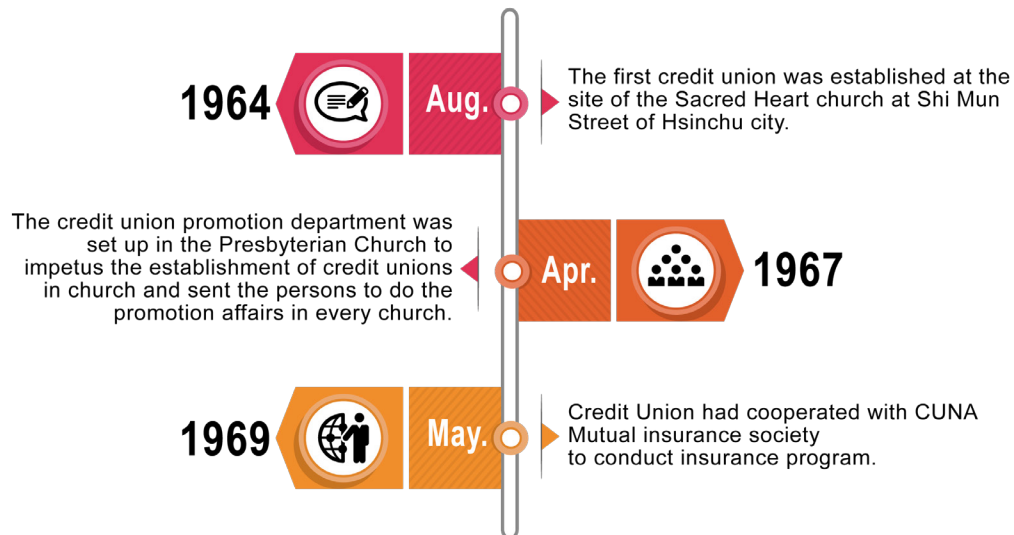 1964
Aug.
The first credit union was established at the
site of the Sacred Heart church at Shi Mun
Street of Hsinchu city.
The credit union promotion department was
set up in the Presbyterian Church to
impetus the establishment of credit unions
in church and sent the persons to do the
promotion affairs in every church.
Apr.
1967
1969
May.
Credit Union had cooperated with CUNA
Mutual insurance society
to conduct insurance program.